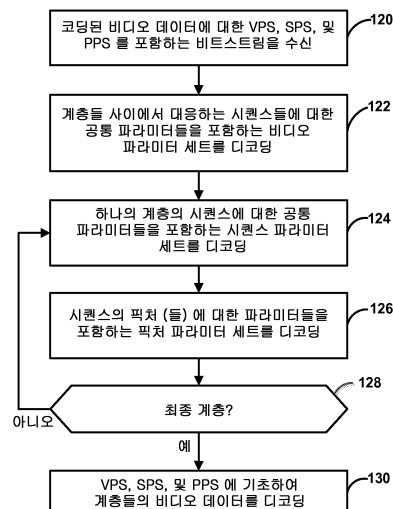 코딩된 비디오 데이터에 대한 VPS, SPS, 및
PPS 를 포함하는 비트스트림을 수신
120
계층들 사이에서 대응하는 시퀀스들에 대한
공통 파라미터들을 포함하는 비디오
파라미터 세트를 디코딩
122
하나의 계층의 시퀀스에 대한 공통
파라미터들을 포함하는 시퀀스 파라미터
세트를 디코딩
124
시퀀스의 픽처 (들) 에 대한 파라미터들을
포함하는 픽처 파라미터 세트를 디코딩
126
최종 계층?
128
아니오
예
VPS, SPS, 및 PPS 에 기초하여
계층들의 비디오 데이터를 디코딩
130